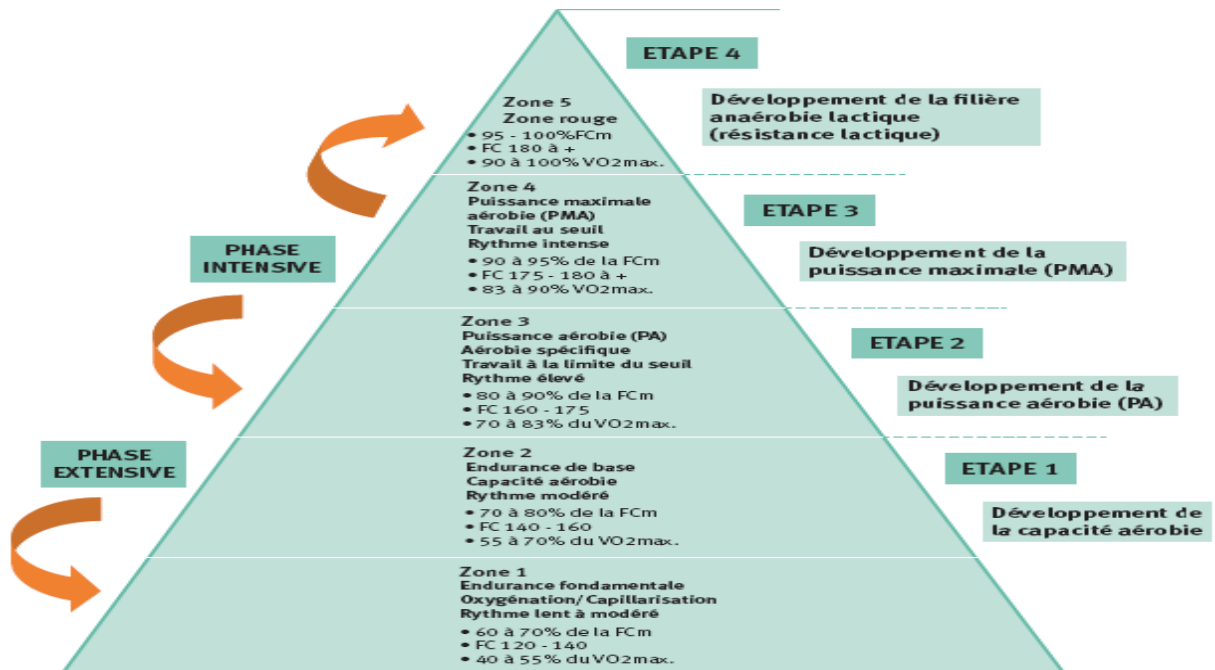 ETAPE 4
Développement de la filière
anaérobie lactique
(résistance lactique)
Zone 5
Zone rouge
• 95 - 100%FCm
• FC 180 à +
• 90 à 100% VO2max.
ETAPE 3
Développement de la
puissance maximale (PMA)
Zone 4
Puissance maximale
aérobie (PMA)
Travail au seuil
Rythme intense
• 90 à 95% de la FCm
• FC 175 - 180 à +
• 83 à 90% VO2max.
PHASE
INTENSIVE
ETAPE 2
Développement de la
puissance aérobie (PA)
Zone 3
Puissance aérobie (PA)
Aérobie spécifique
Travail à la limite du seuil
Rythme élevé
• 80 à 90% de la FCm
• FC 160 - 175
• 70 à 83% du VO2max.
PHASE
EXTENSIVE
ETAPE 1
Développement de
la capacité aérobie
Zone 2
Endurance de base
Capacité aérobie
Rythme modéré
• 70 à 80% de la FCm
• FC 140 - 160
• 55 à 70% du VO2max.
Zone 1
Endurance fondamentale
Oxygénation/Capillarisation
Rythme lent à modéré
• 60 à 70% de la FCm
• FC 120 - 140
• 40 à 55% du VO2max.